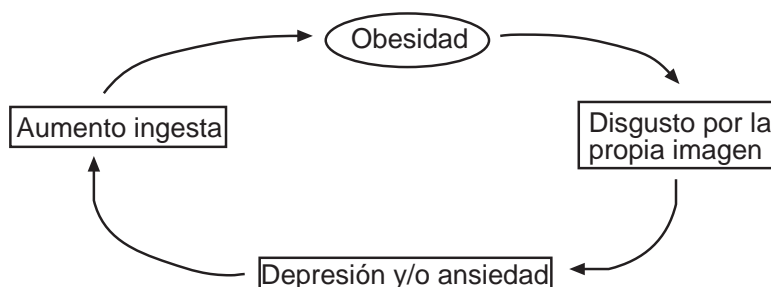 Obesidad
Aumento ingesta
Disgusto por la
propia imagen
Depresión y/o ansiedad